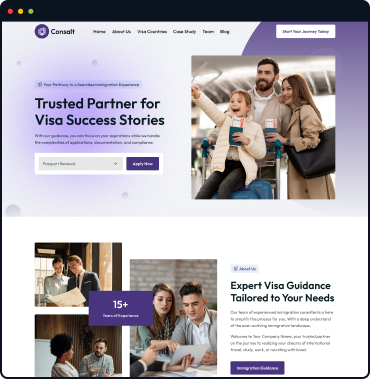 Consalt
Home About Us Visa Countries Case Study Team Blog
Start Your Journey Today
Your Pathway to a Seamless Immigration Experience
Trusted Partner for
Visa Success Stories
With our guidance, you can focus on your aspirations while we handle
the complexities of applications, documentation, and compliance.
Passport Renewal
Apply Now
15+
Years of Experience
About Us
Expert Visa Guidance
Tailored to Your Needs
Our team of experienced immigration consultants is here
to simplify this process for you. With a deep understand
of the ever-evolving immigration landscape.
Welcome to Your Company Name, your trusted partner
on the journey to realizing your dreams of international
travel, study, work, or reuniting with loved.
Immigration Guidance